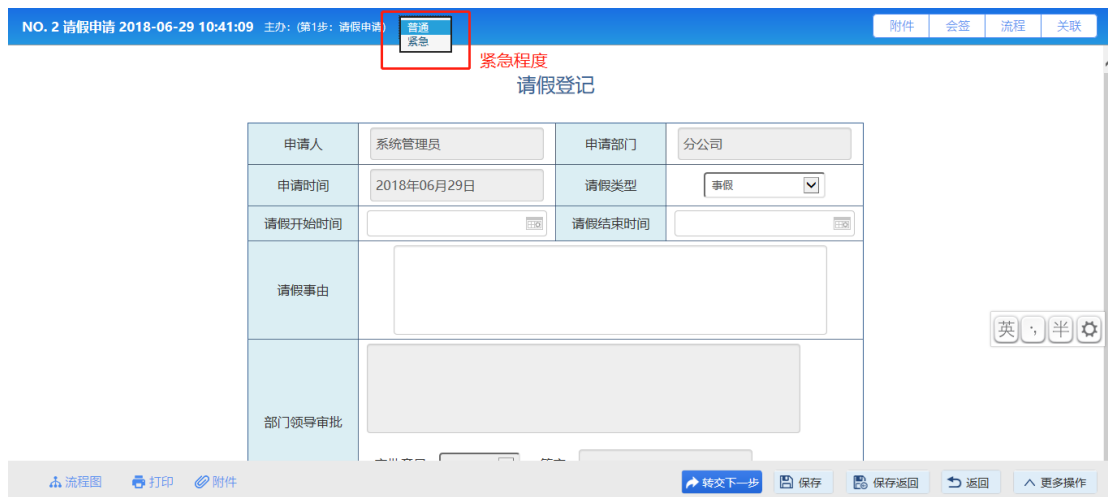 NO. 2 请假申请 2018-06-29 10:41:09 主办: (第1步: 请假申请) 普通 附件 会签 流程 关联
紧急
紧急程度
请假登记
申请人 系统管理员 申请部门 分公司
申请时间 2018年06月29日 请假类型 事假
请假开始时间 请假结束时间
请假事由
英 ·, 半
部门领导审批
流程图 打印 附件 转交下一步 保存 保存返回 返回 更多操作